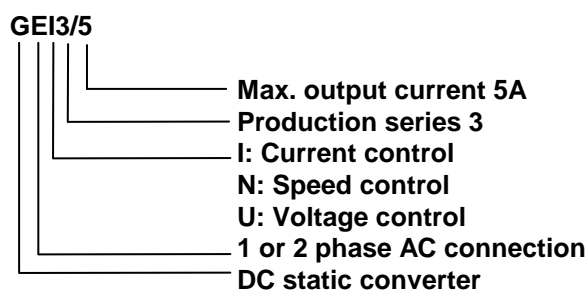 GEI3/5
Max. output current 5A
Production series 3
I: Current control
N: Speed control
U: Voltage control
1 or 2 phase AC connection
DC static converter